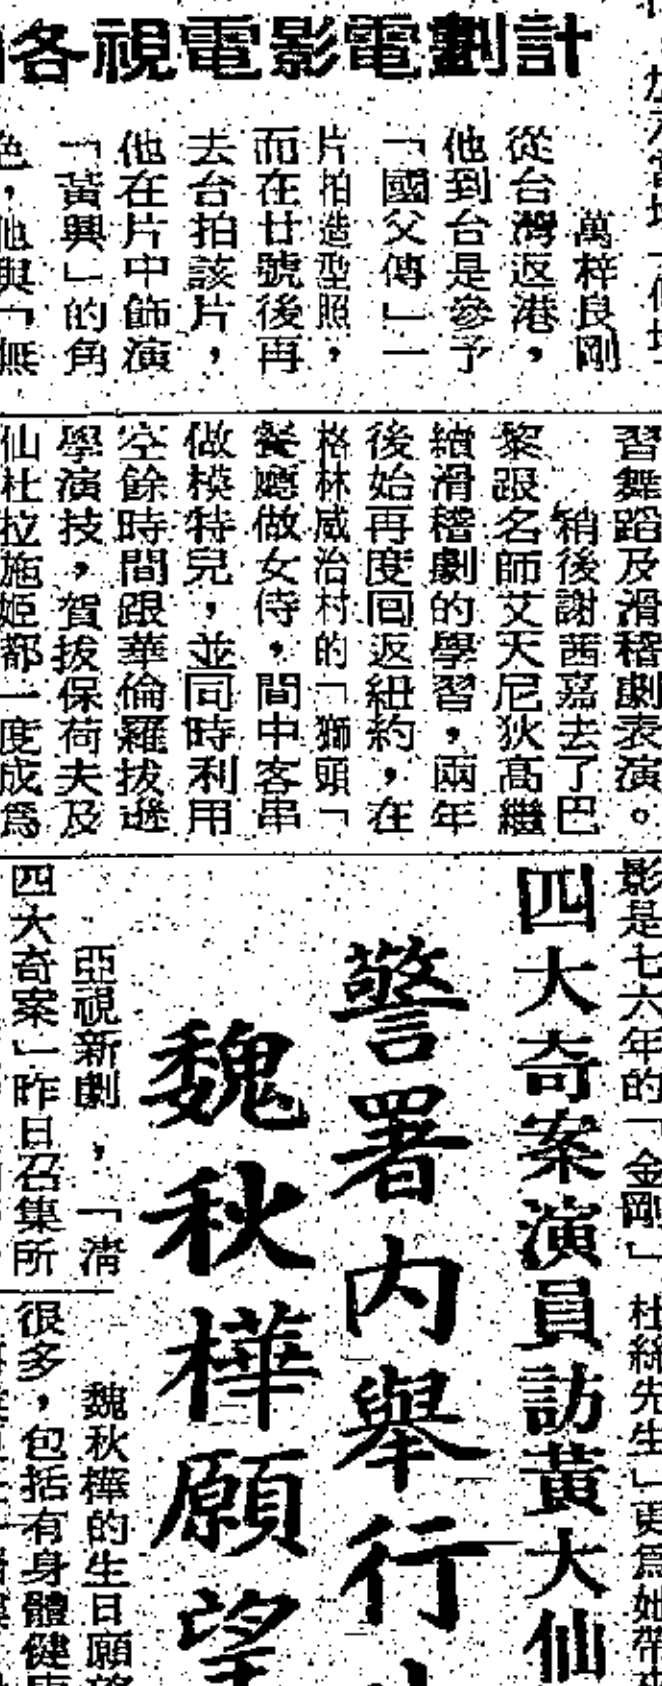 計劃電影電視各
萬梓良剛
從台灣返港，
他到台是參予
「國父傳」一
片拍造型照，
而在廿號後再
去台拍該片，
他在片中飾演
「黃興」的角
色，他與「無
習舞蹈及滑稽劇表演。
稍後謝茜嘉去了巴
黎跟名師艾天尼狄高繼
續滑稽劇的學習，兩年
後始再度回返紐約，在
格林威治村的「獅頭「
餐廳做女侍，間中客串
做模特兒，並同時利用
空餘時間跟華倫羅拔遜
學演技，賀拔保荷夫及
仙杜拉施姬都一度成爲
影是七六年的「金剛」
杜絲先生」更爲她帶來
四大奇案演員訪黃大仙
警署内舉行
魏秋樺願望
亞視新劇，「清
四大奇案」昨日召集所
魏秋樺的生日願望
很多，包括有身體健康